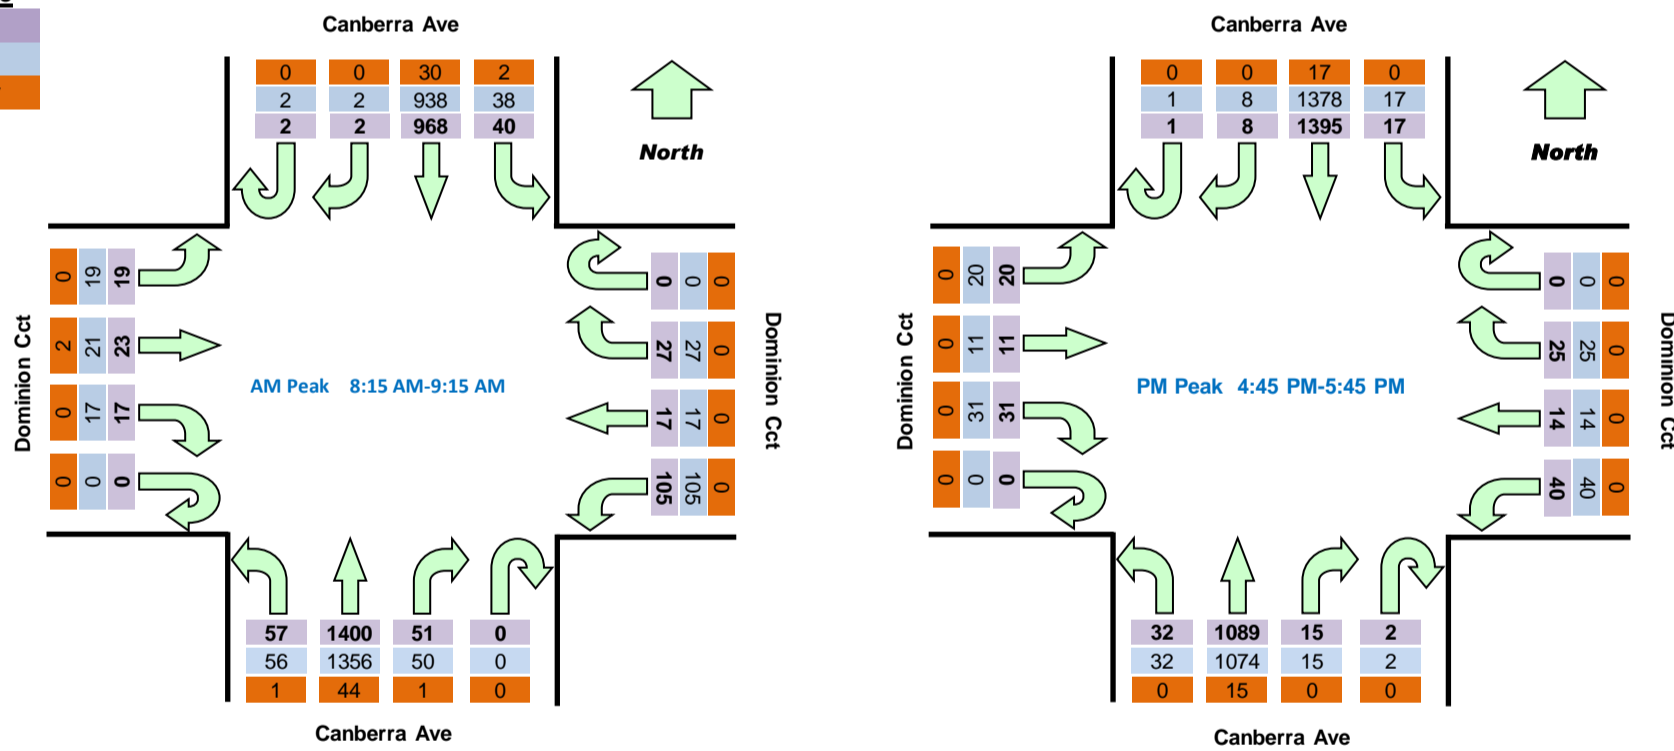 Canberra Ave
0 0 30 2
2 2 938 38
2 2 968 40
North
0 19 19
2 21 23
0 17 17
0 0 0
Dominion Cct
AM Peak 8:15 AM-9:15 AM
0 0 0
27 27 0
17 17 0
105 105 0
Dominion Cct
57 1400 51 0
56 1356 50 0
1 44 1 0
Canberra Ave
Canberra Ave
0 0 17 0
1 8 1378 17
1 8 1395 17
North
0 20 20
0 11 11
0 31 31
0 0 0
Dominion Cct
PM Peak 4:45 PM-5:45 PM
0 0 0
25 25 0
14 14 0
40 40 0
Dominion Cct
32 1089 15 2
32 1074 15 2
0 15 0 0
Canberra Ave